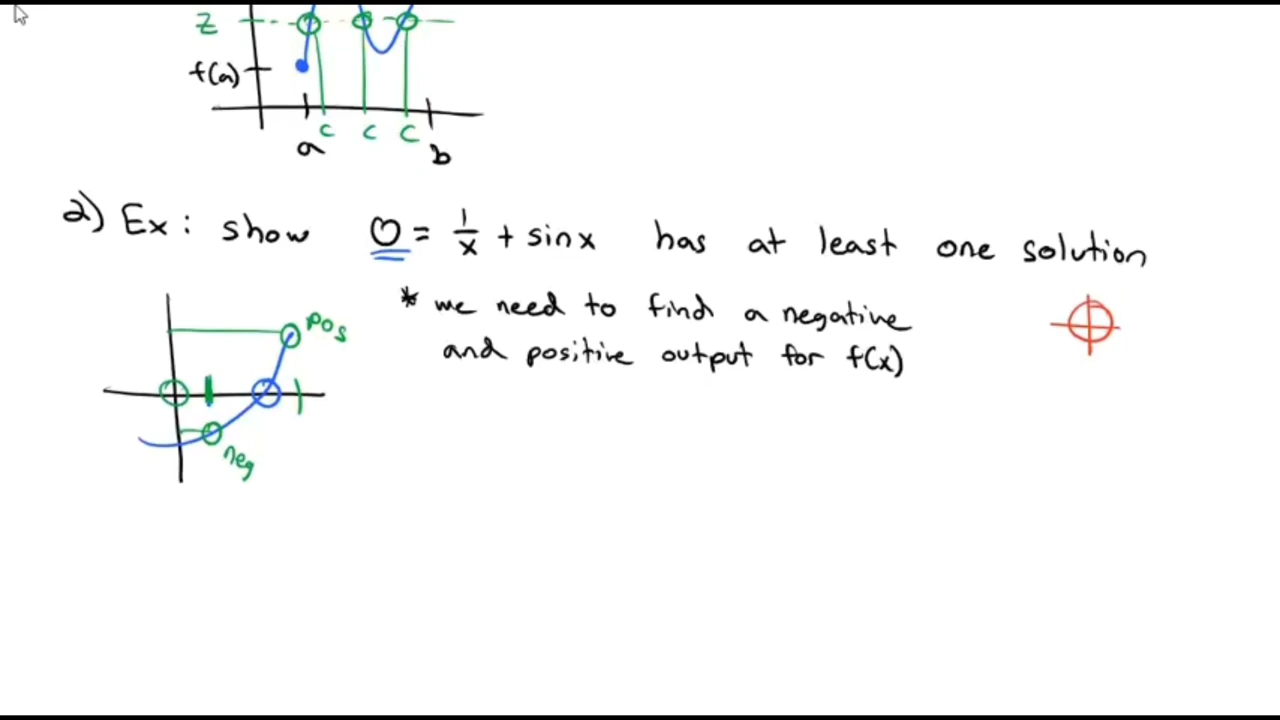 z
f(a)
c c c
a b
2) Ex: show 0 = 1/x + sinx has at least one solution
* we need to find a negative
and positive output for f(x)
pos
neg